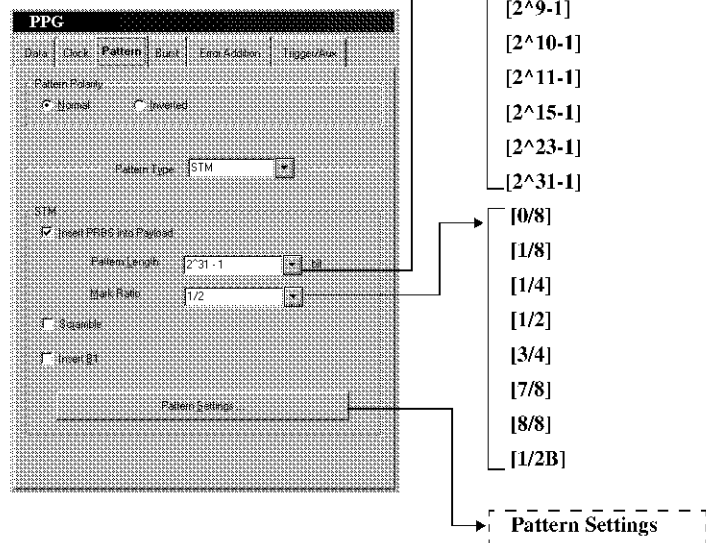 PPG
Data Clock Pattern Burst Error Addition Trigger/Aux
Pattern Polarity
Normal Inverted
Pattern Type STM
STM
Insert PRBS into Payload
Pattern Length 2^31 - 1 bit
Mark Ratio 1/2
Scramble
Insert B1
Pattern Settings ...
[2^9-1]
[2^10-1]
[2^11-1]
[2^15-1]
[2^23-1]
[2^31-1]
[0/8]
[1/8]
[1/4]
[1/2]
[3/4]
[7/8]
[8/8]
[1/2B]
Pattern Settings